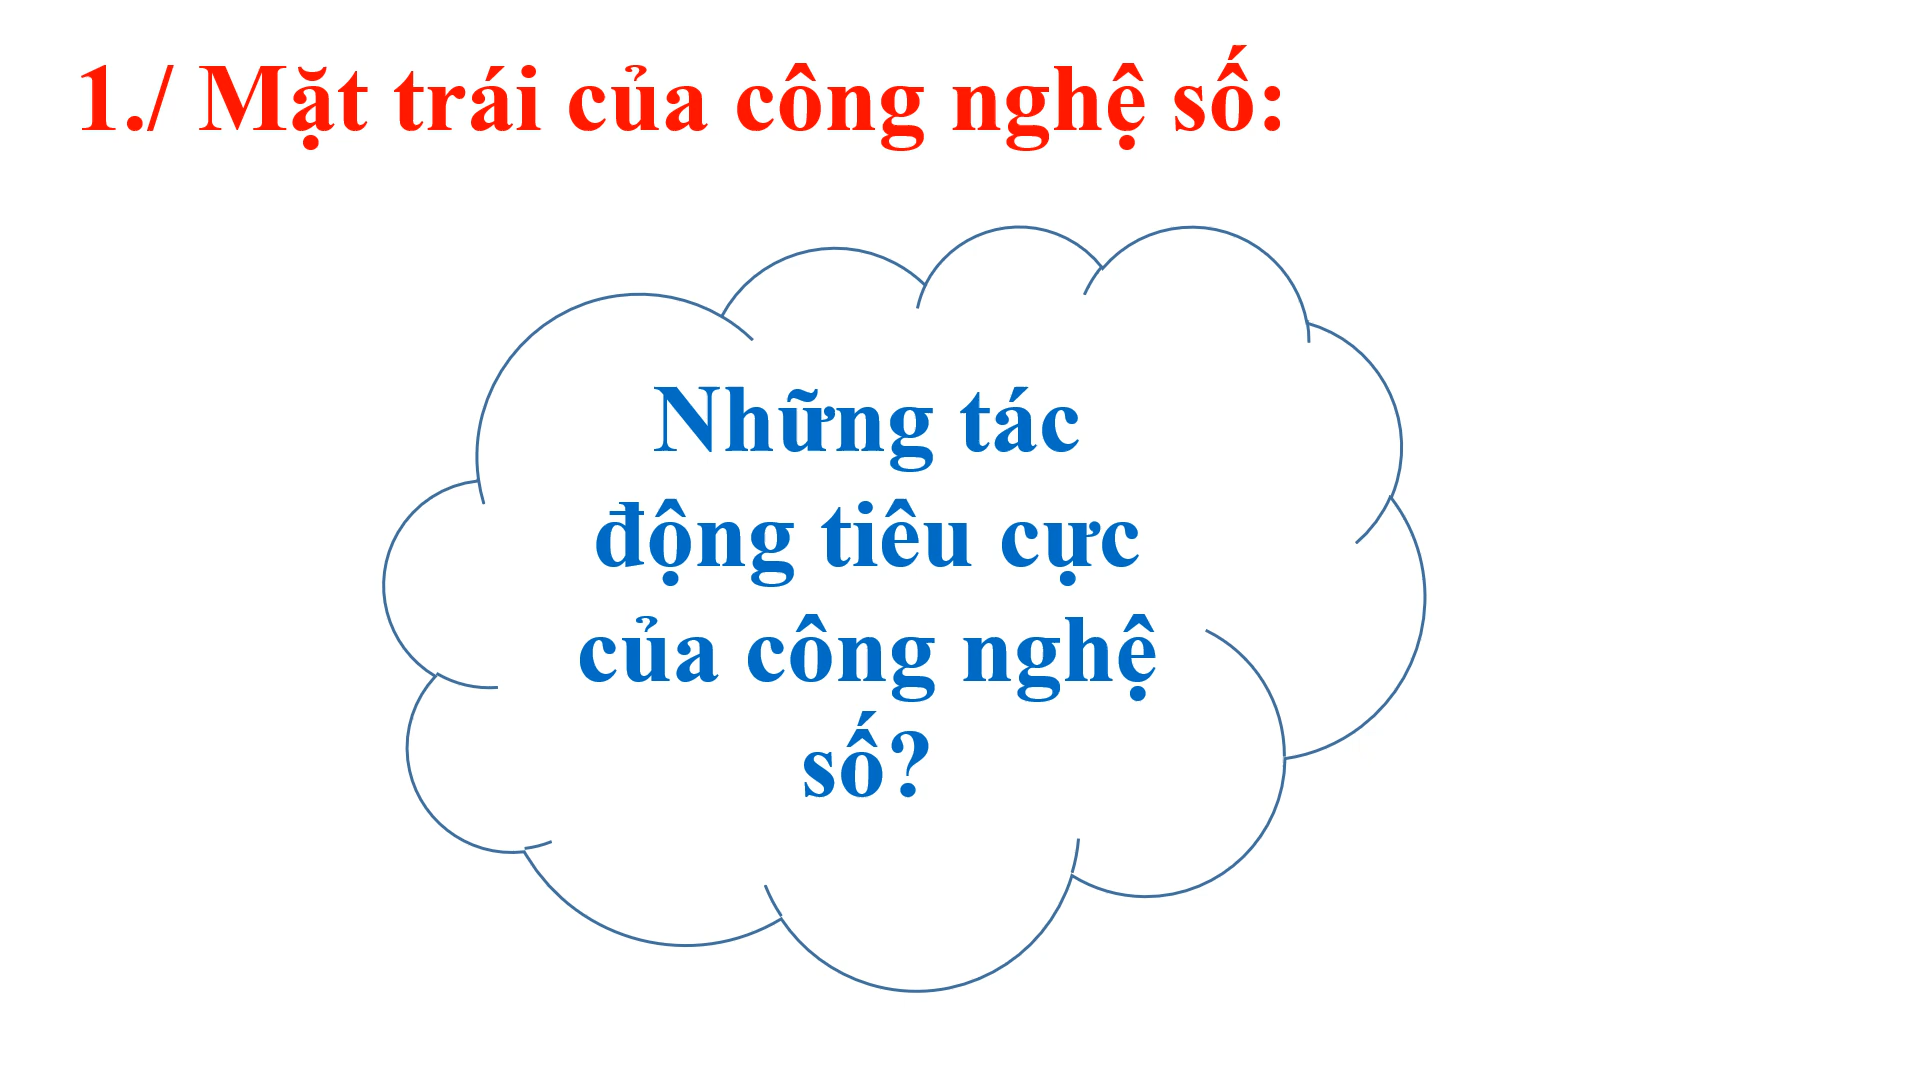 1./ Mặt trái của công nghệ số:
Những tác
động tiêu cực
của công nghệ
số?